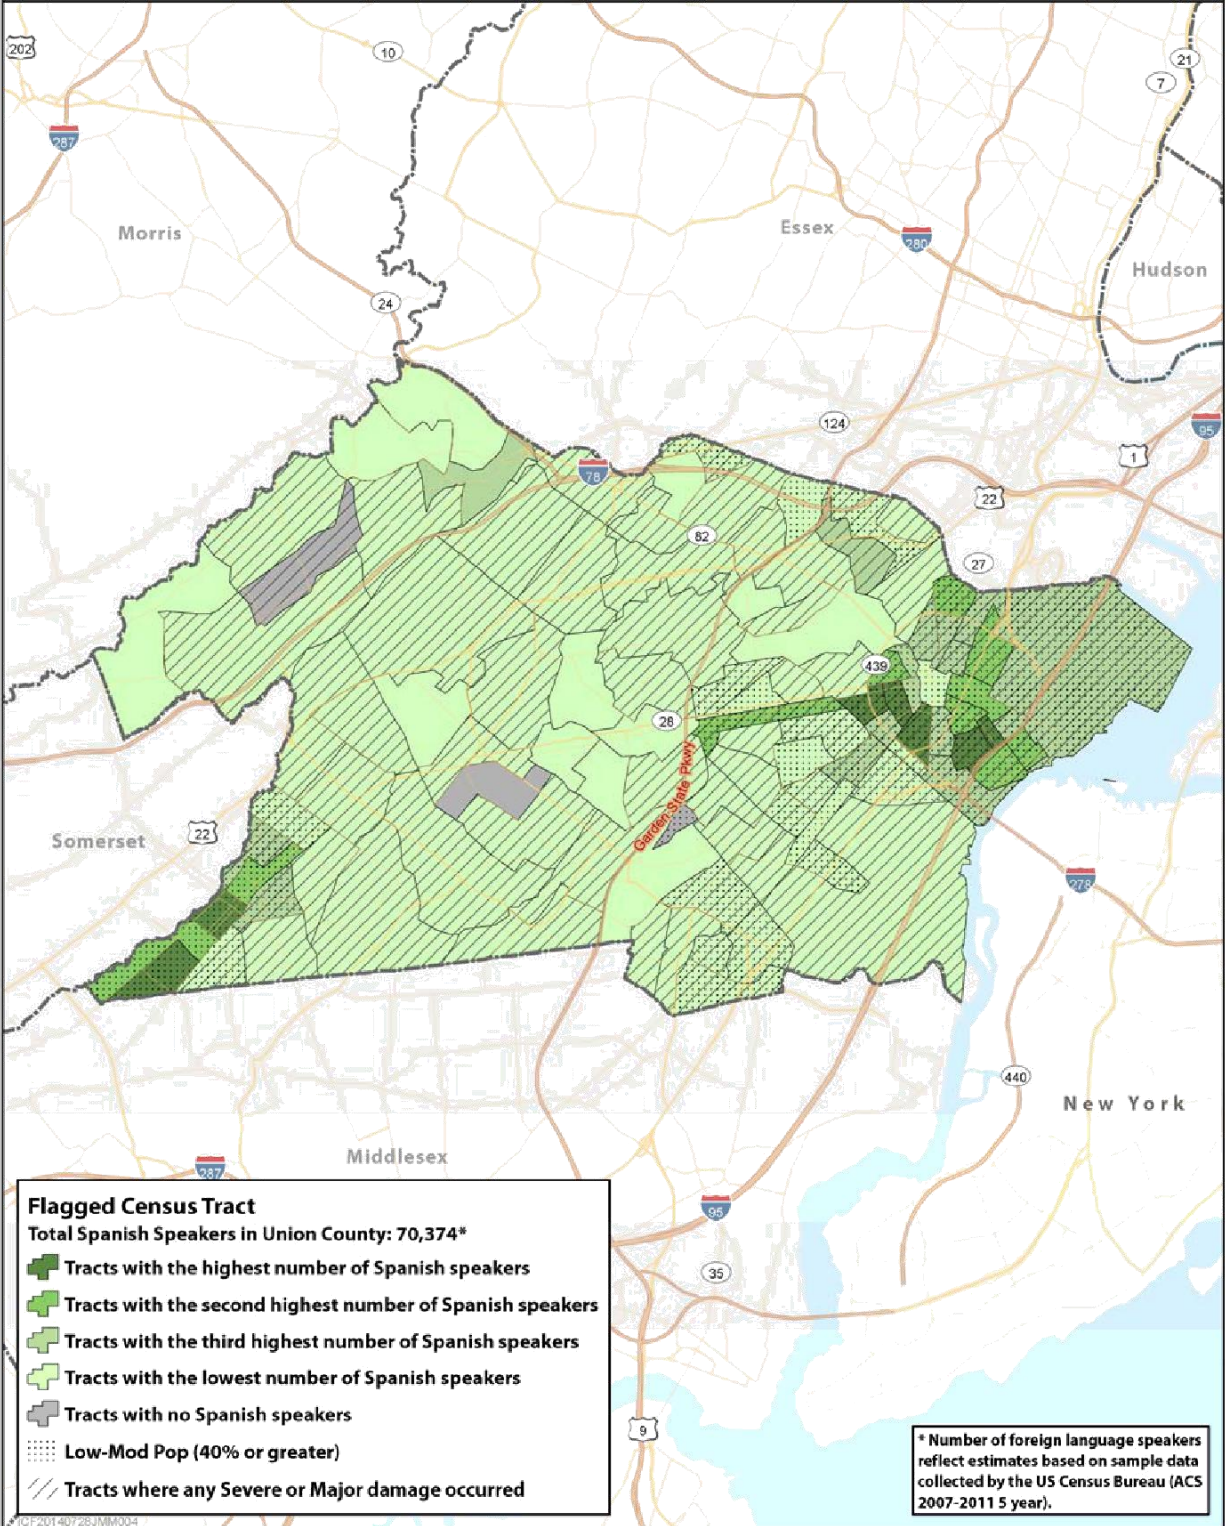 202
10
21
7
287
Morris
Essex
280
Hudson
24
124
95
1
78
22
82
27
439
28
Garden State Pkwy
Somerset
22
278
440
New York
Middlesex
287
95
35
9
Flagged Census Tract
Total Spanish Speakers in Union County: 70,374*
Tracts with the highest number of Spanish speakers
Tracts with the second highest number of Spanish speakers
Tracts with the third highest number of Spanish speakers
Tracts with the lowest number of Spanish speakers
Tracts with no Spanish speakers
Low-Mod Pop (40% or greater)
Tracts where any Severe or Major damage occurred
* Number of foreign language speakers
reflect estimates based on sample data
collected by the US Census Bureau (ACS
2007-2011 5 year).
ICF20140728JMM004